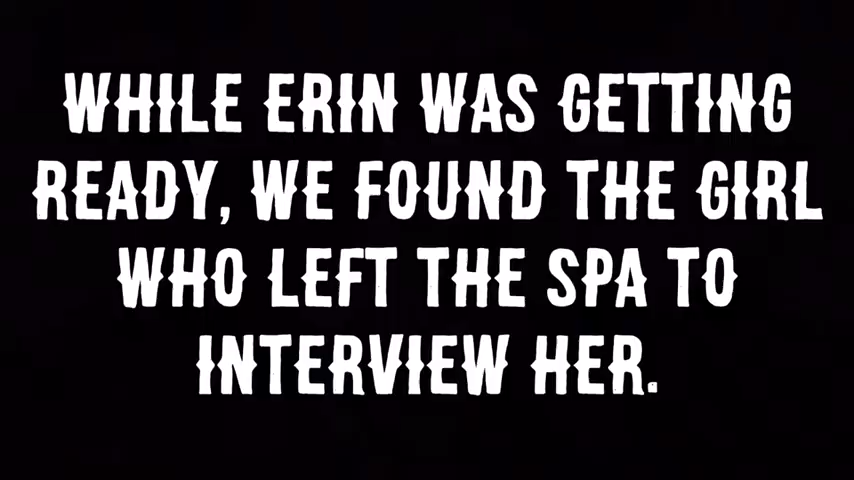 WHILE ERIN WAS GETTING
READY, WE FOUND THE GIRL
WHO LEFT THE SPA TO
INTERVIEW HER.